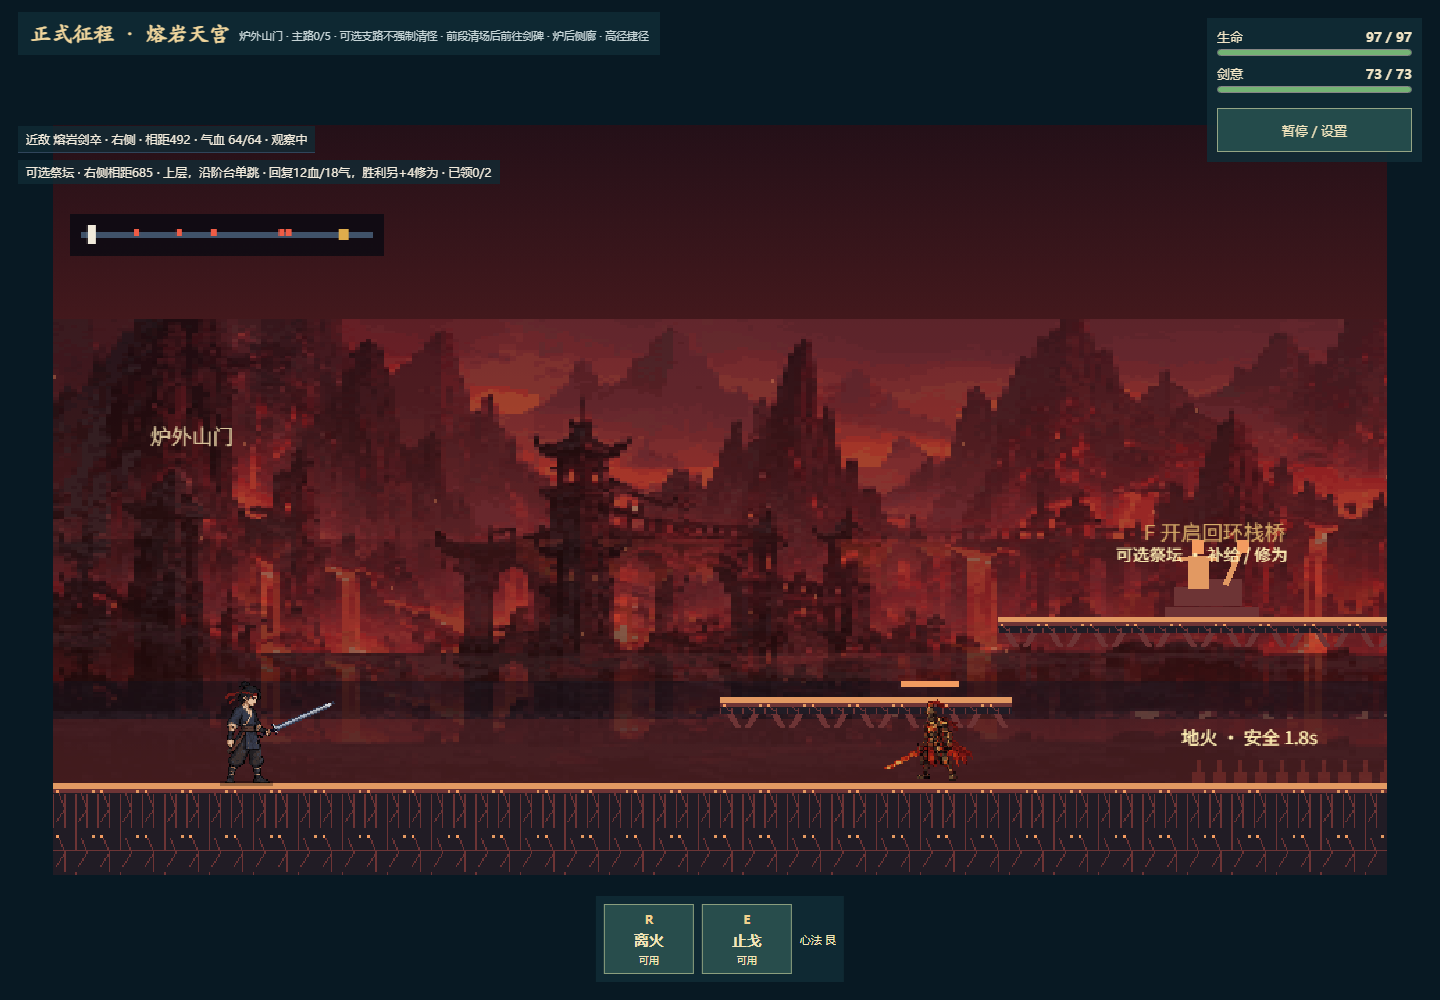 正式征程 · 熔岩天宫 炉外山门 · 主路0/5 · 可选支路不强制清怪 · 前段清场后前往剑碑 · 炉后侧廊 · 高径捷径
生命 97 / 97
剑意 73 / 73
暂停 / 设置
近敌 熔岩剑卒 · 右侧 · 相距492 · 气血 64/64 · 观察中
可选祭坛 · 右侧相距685 · 上层，沿阶台单跳 · 回复12血/18气，胜利另+4修为 · 已领0/2
炉外山门
F 开启回环栈桥
可选祭坛 · 补给 / 修为
地火 · 安全 1.8s
R
离火
可用
E
止戈
可用
心法 艮